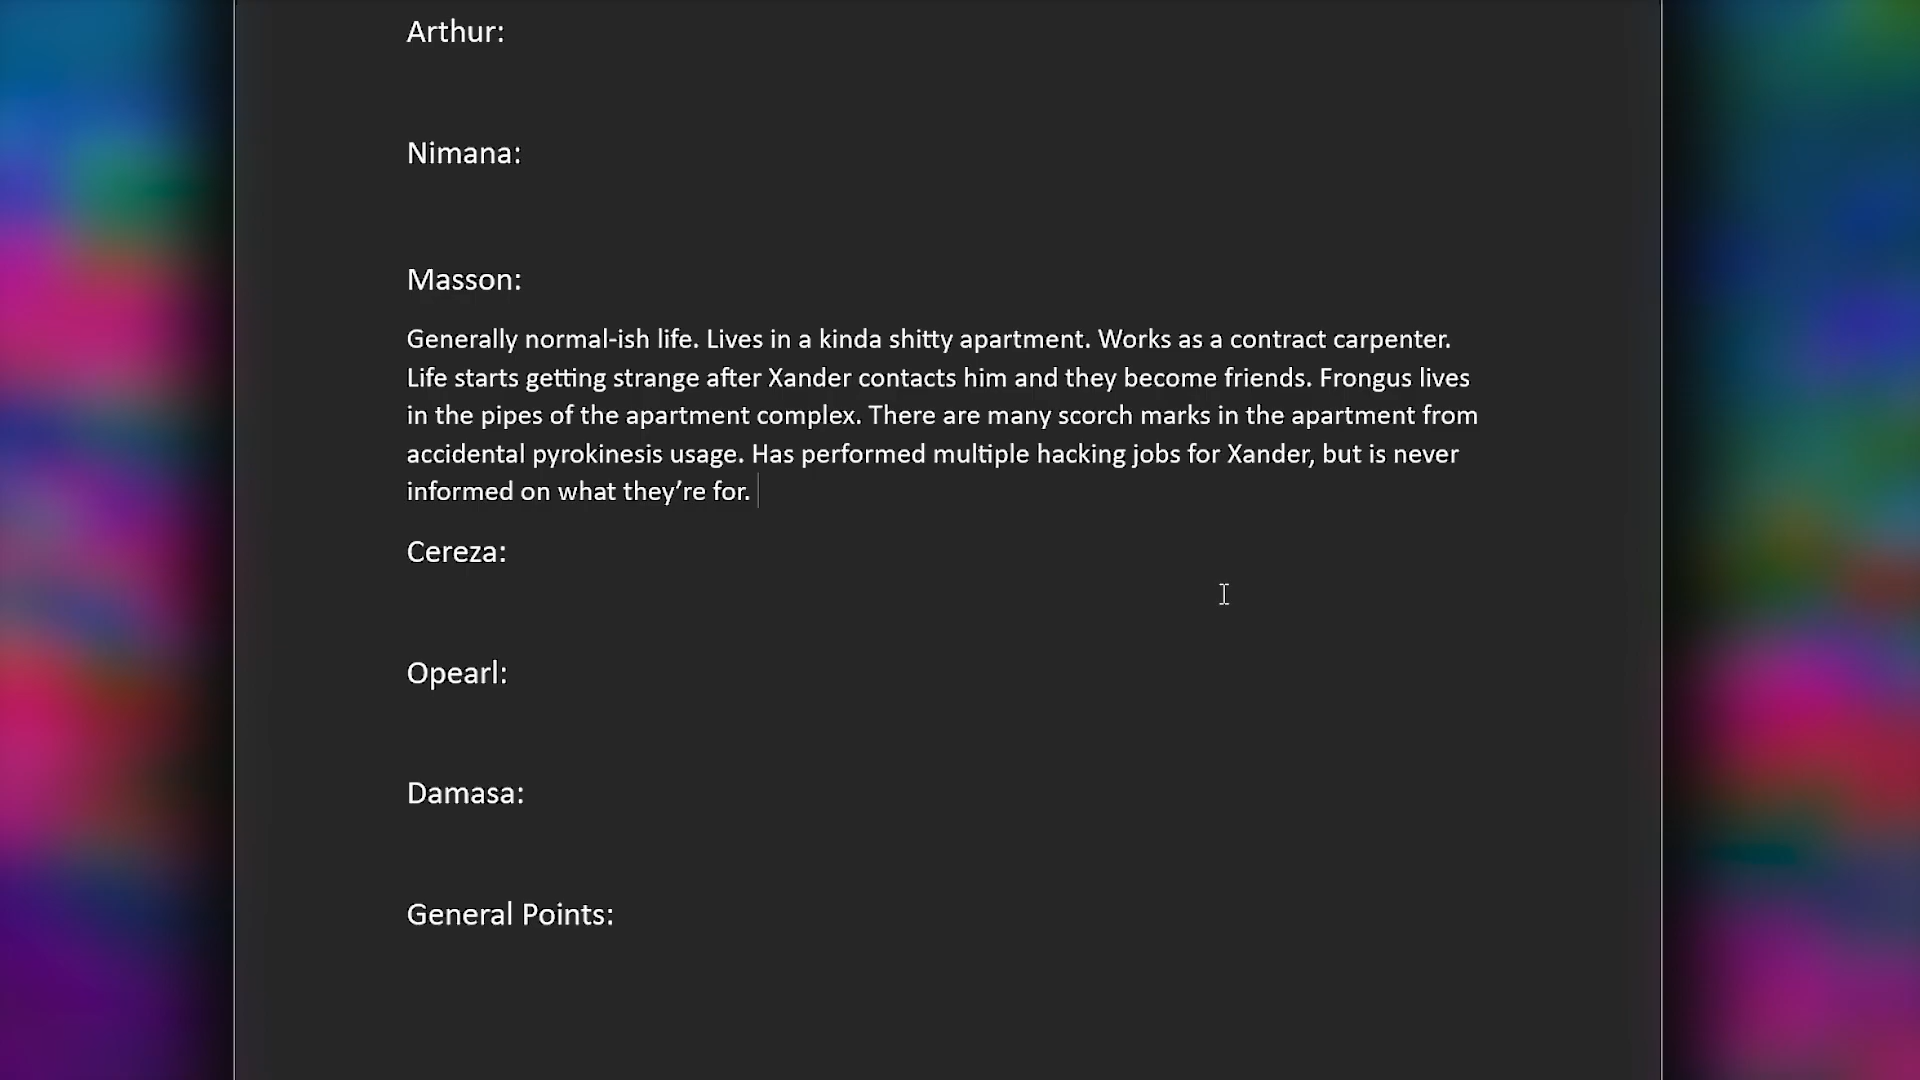 Arthur:
Nimana:
Masson:
Generally normal-ish life. Lives in a kinda shitty apartment. Works as a contract carpenter.
Life starts getting strange after Xander contacts him and they become friends. Frongus lives
in the pipes of the apartment complex. There are many scorch marks in the apartment from
accidental pyrokinesis usage. Has performed multiple hacking jobs for Xander, but is never
informed on what they’re for.
Cereza:
Opearl:
Damasa:
General Points: